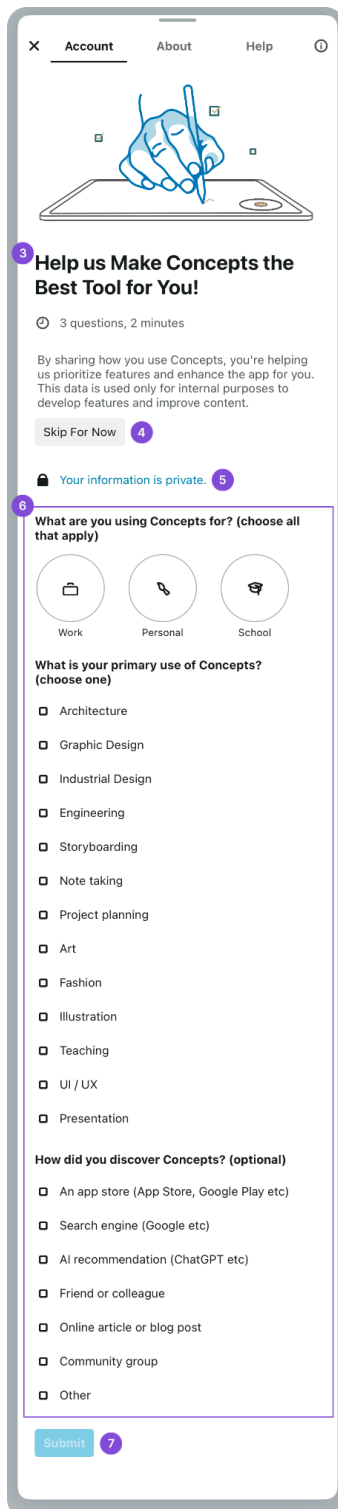 Account About Help
3
Help us Make Concepts the
Best Tool for You!
3 questions, 2 minutes
By sharing how you use Concepts, you're helping
us prioritize features and enhance the app for you.
This data is used only for internal purposes to
develop features and improve content.
Skip For Now 4
Your information is private. 5
6
What are you using Concepts for? (choose all
that apply)
Work Personal School
What is your primary use of Concepts?
(choose one)
Architecture
Graphic Design
Industrial Design
Engineering
Storyboarding
Note taking
Project planning
Art
Fashion
Illustration
Teaching
UI / UX
Presentation
How did you discover Concepts? (optional)
An app store (App Store, Google Play etc)
Search engine (Google etc)
AI recommendation (ChatGPT etc)
Friend or colleague
Online article or blog post
Community group
Other
Submit 7